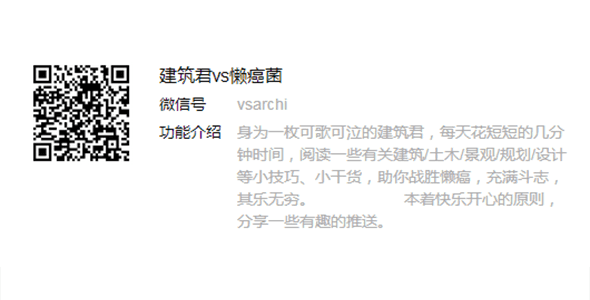 建筑君vs懒癌菌
微信号 vsarchi
功能介绍 身为一枚可歌可泣的建筑君，每天花短短的几分
钟时间，阅读一些有关建筑/土木/景观/规划/设计
等小技巧、小干货，助你战胜懒癌，充满斗志，
其乐无穷。 本着快乐开心的原则，
分享一些有趣的推送。